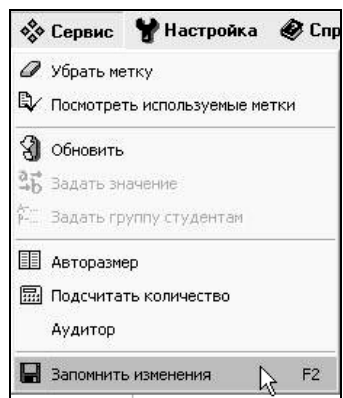 Сервис Настройка Спр
Убрать метку
Посмотреть используемые метки
Обновить
Задать значение
Задать группу студентам
Авторазмер
Подсчитать количество
Аудитор
Запомнить изменения F2